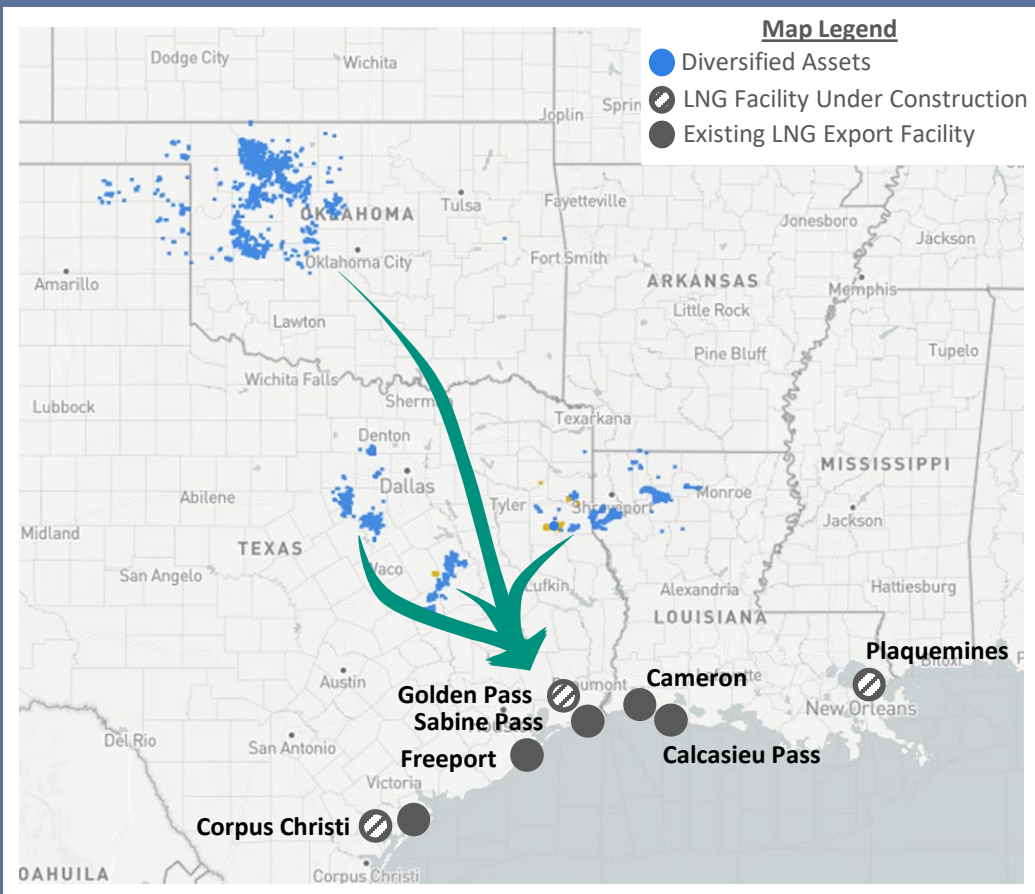 Map Legend
Diversified Assets
LNG Facility Under Construction
Existing LNG Export Facility
Dodge City
Wichita
Joplin
OKLAHOMA
Tulsa
Fayetteville
Jonesboro
Jackson
Oklahoma City
Fort Smith
ARKANSAS
Amarillo
Memphis
Little Rock
Lawton
Pine Bluff
Tupelo
Wichita Falls
Lubbock
Texarkana
Denton
MISSISSIPPI
Dallas
Abilene
Tyler
Shreveport
Monroe
Midland
Jackson
TEXAS
Waco
San Angelo
Lufkin
Alexandria
Hattiesburg
LOUISIANA
Plaquemines
Biloxi
Austin
Cameron
Golden Pass
Beaumont
New Orleans
Sabine Pass
Del Rio
San Antonio
Freeport
Calcasieu Pass
Victoria
Corpus Christi
OAHUILA
Corpus Christi